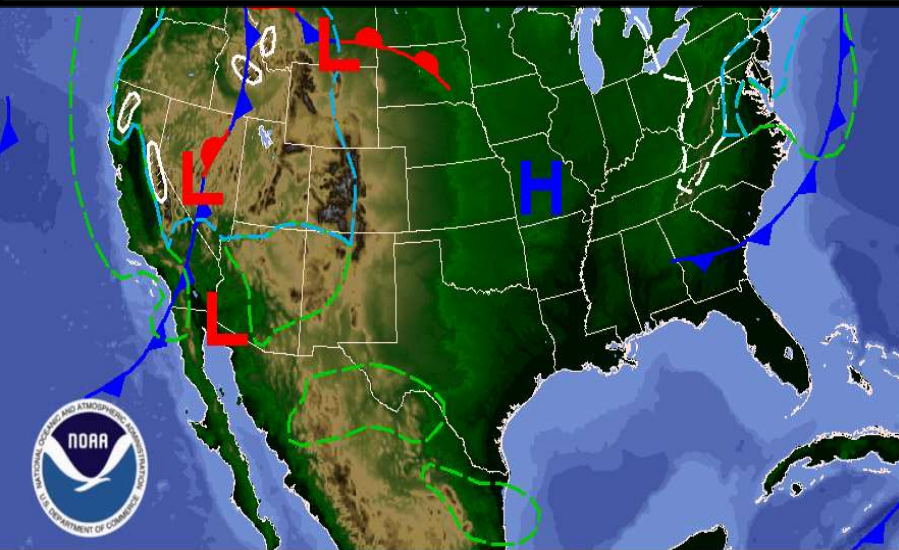 L
L
H
L
NOAA
NATIONAL OCEANIC AND ATMOSPHERIC ADMINISTRATION
U.S. DEPARTMENT OF COMMERCE